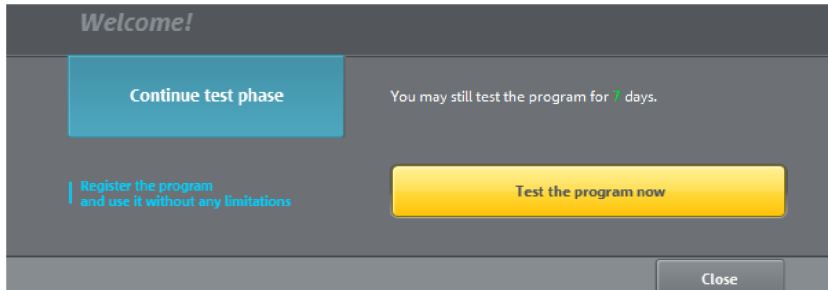 Welcome!
Continue test phase
You may still test the program for 7 days.
Register the program
and use it without any limitations
Test the program now
Close